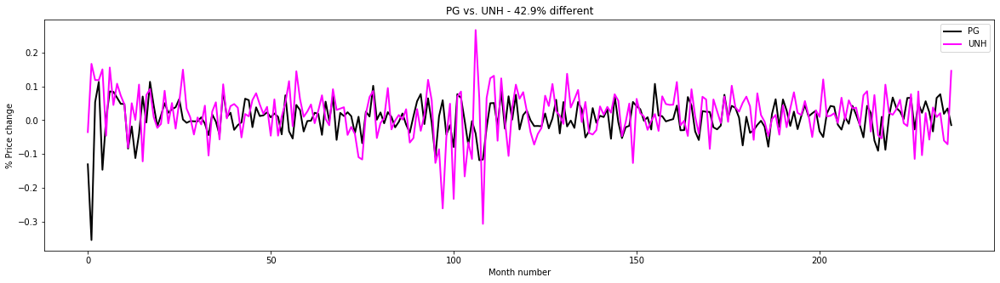 PG vs. UNH - 42.9% different
PG
UNH
% Price change
0.2
0.1
0.0
−0.1
−0.2
−0.3
0
50
100
150
200
Month number